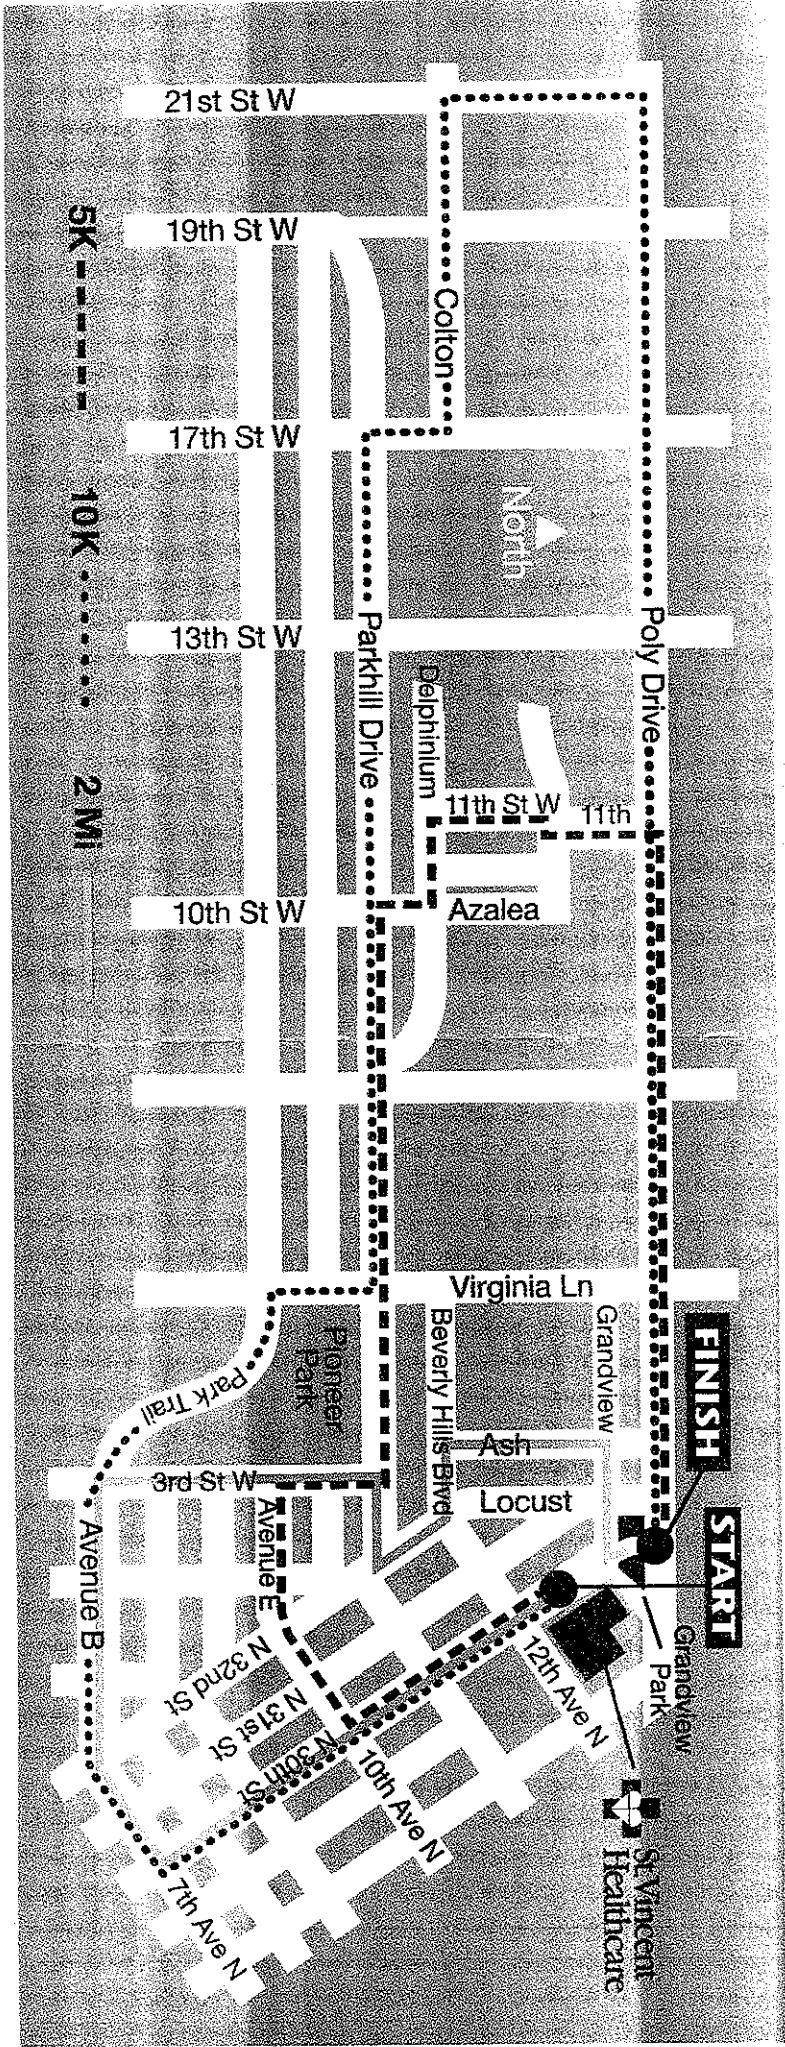 21st St W
19th St W
5K
Colton
17th St W
10K
North
13th St W
Parkhill Drive
Poly Drive
Delphinium
2 Mi
11th St W
11th
10th St W
Azalea
Virginia Ln
Grandview
Beverly Hills Blvd
FINISH
Pioneer
Park
Park Trail
Ash
3rd St W
Locust
START
Avenue E
Avenue B
Grandview
Park
12th Ave N
N 32nd St
N 31st St
N 30th St
10th Ave N
7th Ave N
St. Vincent
Healthcare